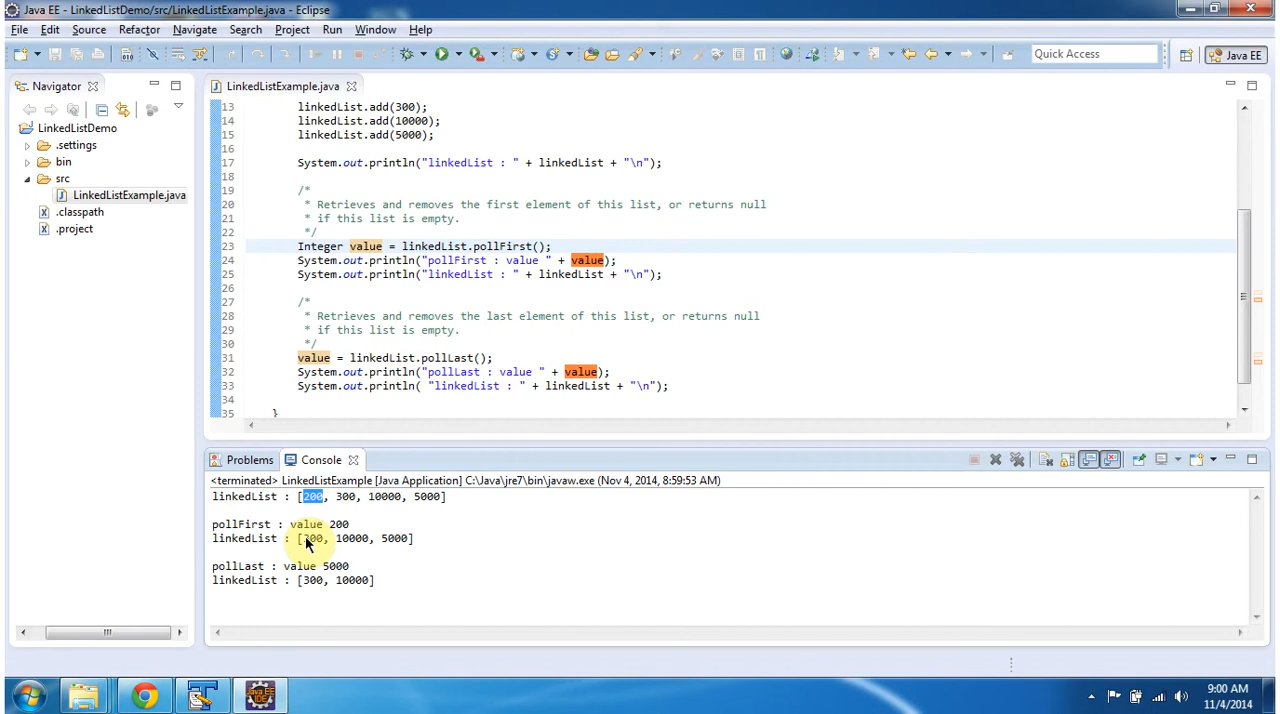 Java EE - LinkedListDemo/src/LinkedListExample.java - Eclipse
File Edit Source Refactor Navigate Search Project Run Window Help
Quick Access
Java EE
Navigator
LinkedListExample.java
LinkedListDemo
.settings
bin
src
LinkedListExample.java
.classpath
.project
13 linkedList.add(300);
14 linkedList.add(10000);
15 linkedList.add(5000);
16
17 System.out.println("linkedList : " + linkedList + "\n");
18
19 /*
20 * Retrieves and removes the first element of this list, or returns null
21 * if this list is empty.
22 */
23 Integer value = linkedList.pollFirst();
24 System.out.println("pollFirst : value " + value);
25 System.out.println("linkedList : " + linkedList + "\n");
26
27 /*
28 * Retrieves and removes the last element of this list, or returns null
29 * if this list is empty.
30 */
31 value = linkedList.pollLast();
32 System.out.println("pollLast : value " + value);
33 System.out.println( "linkedList : " + linkedList + "\n");
34
35 }
Problems Console
<terminated> LinkedListExample [Java Application] C:\Java\jre7\bin\javaw.exe (Nov 4, 2014, 8:59:53 AM)
linkedList : [200, 300, 10000, 5000]
pollFirst : value 200
linkedList : [300, 10000, 5000]
pollLast : value 5000
linkedList : [300, 10000]
Java EE
IDE
9:00 AM
11/4/2014